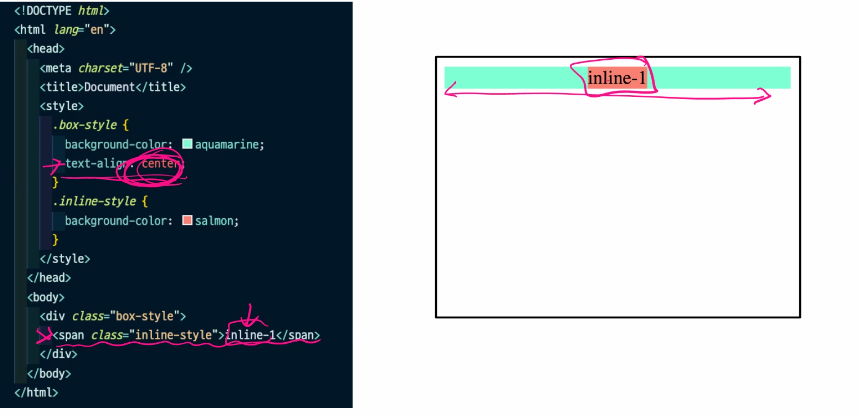 <!DOCTYPE html>
<html lang="en">
<head>
<meta charset="UTF-8" />
<title>Document</title>
<style>
.box-style {
background-color: aquamarine;
text-align: center;
}
.inline-style {
background-color: salmon;
}
</style>
</head>
<body>
<div class="box-style">
<span class="inline-style">inline-1</span>
</div>
</body>
</html>
inline-1